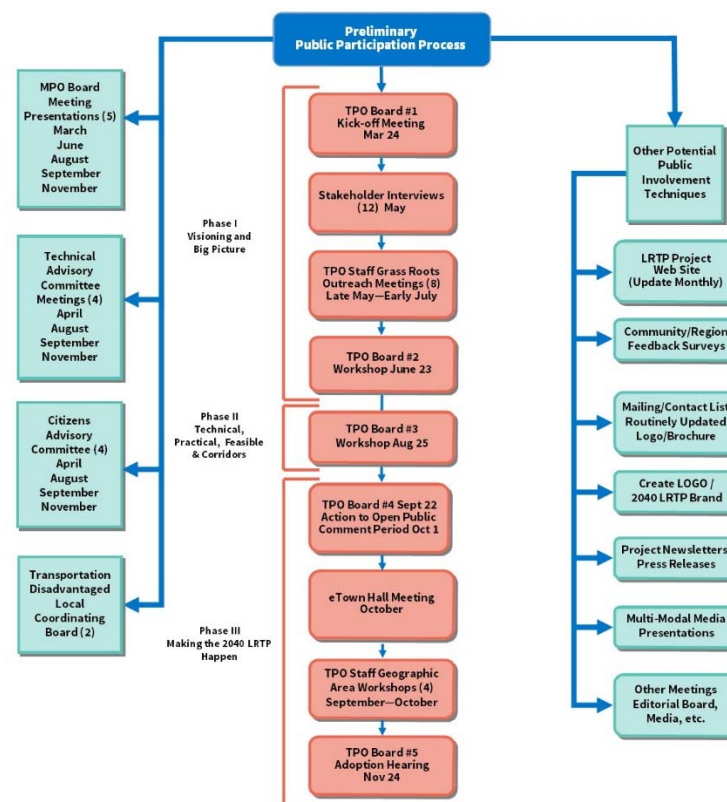 Preliminary
Public Participation Process
MPO Board
Meeting
Presentations (5)
March
June
August
September
November
Technical
Advisory
Committee
Meetings (4)
April
August
September
November
Citizens
Advisory
Committee (4)
April
August
September
November
Transportation
Disadvantaged
Local
Coordinating
Board (2)
Phase I
Visioning and
Big Picture
TPO Board #1
Kick-off Meeting
Mar 24
Stakeholder Interviews
(12) May
TPO Staff Grass Roots
Outreach Meetings (8)
Late May—Early July
TPO Board #2
Workshop June 23
Phase II
Technical,
Practical, Feasible
& Corridors
TPO Board #3
Workshop Aug 25
Phase III
Making the 2040 LRTP
Happen
TPO Board #4 Sept 22
Action to Open Public
Comment Period Oct 1
eTown Hall Meeting
October
TPO Staff Geographic
Area Workshops (4)
September—October
TPO Board #5
Adoption Hearing
Nov 24
Other Potential
Public
Involvement
Techniques
LRTP Project
Web Site
(Update Monthly)
Community/Region
Feedback Surveys
Mailing/Contact List
Routinely Updated
Logo/Brochure
Create LOGO /
2040 LRTP Brand
Project Newsletters
Press Releases
Multi-Modal Media
Presentations
Other Meetings
Editorial Board,
Media, etc.